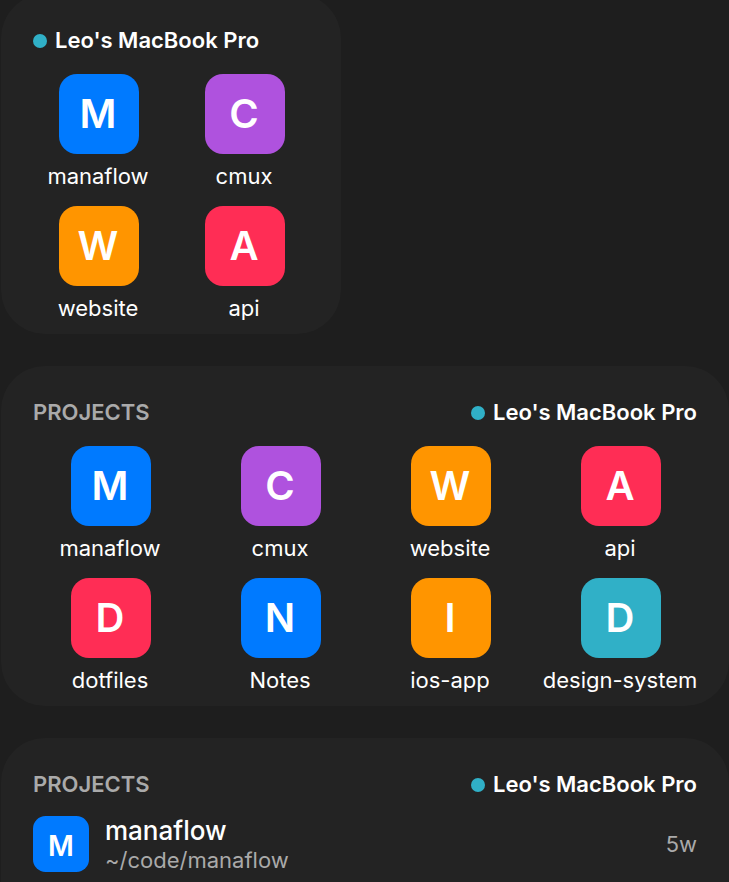 Leo's MacBook Pro
M C
manaflow cmux
W A
website api
PROJECTS Leo's MacBook Pro
M C W A
manaflow cmux website api
D N I D
dotfiles Notes ios-app design-system
PROJECTS Leo's MacBook Pro
M manaflow
~/code/manaflow 5w